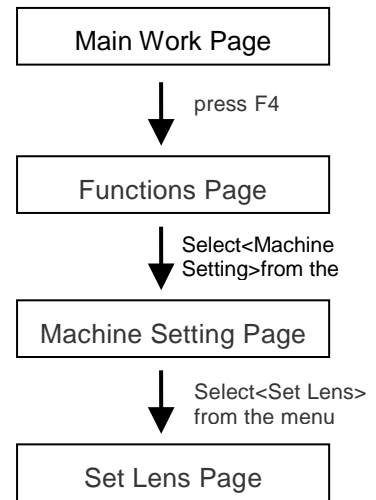 Main Work Page
press F4
Functions Page
Select<Machine
Setting>from the
Machine Setting Page
Select<Set Lens>
from the menu
Set Lens Page